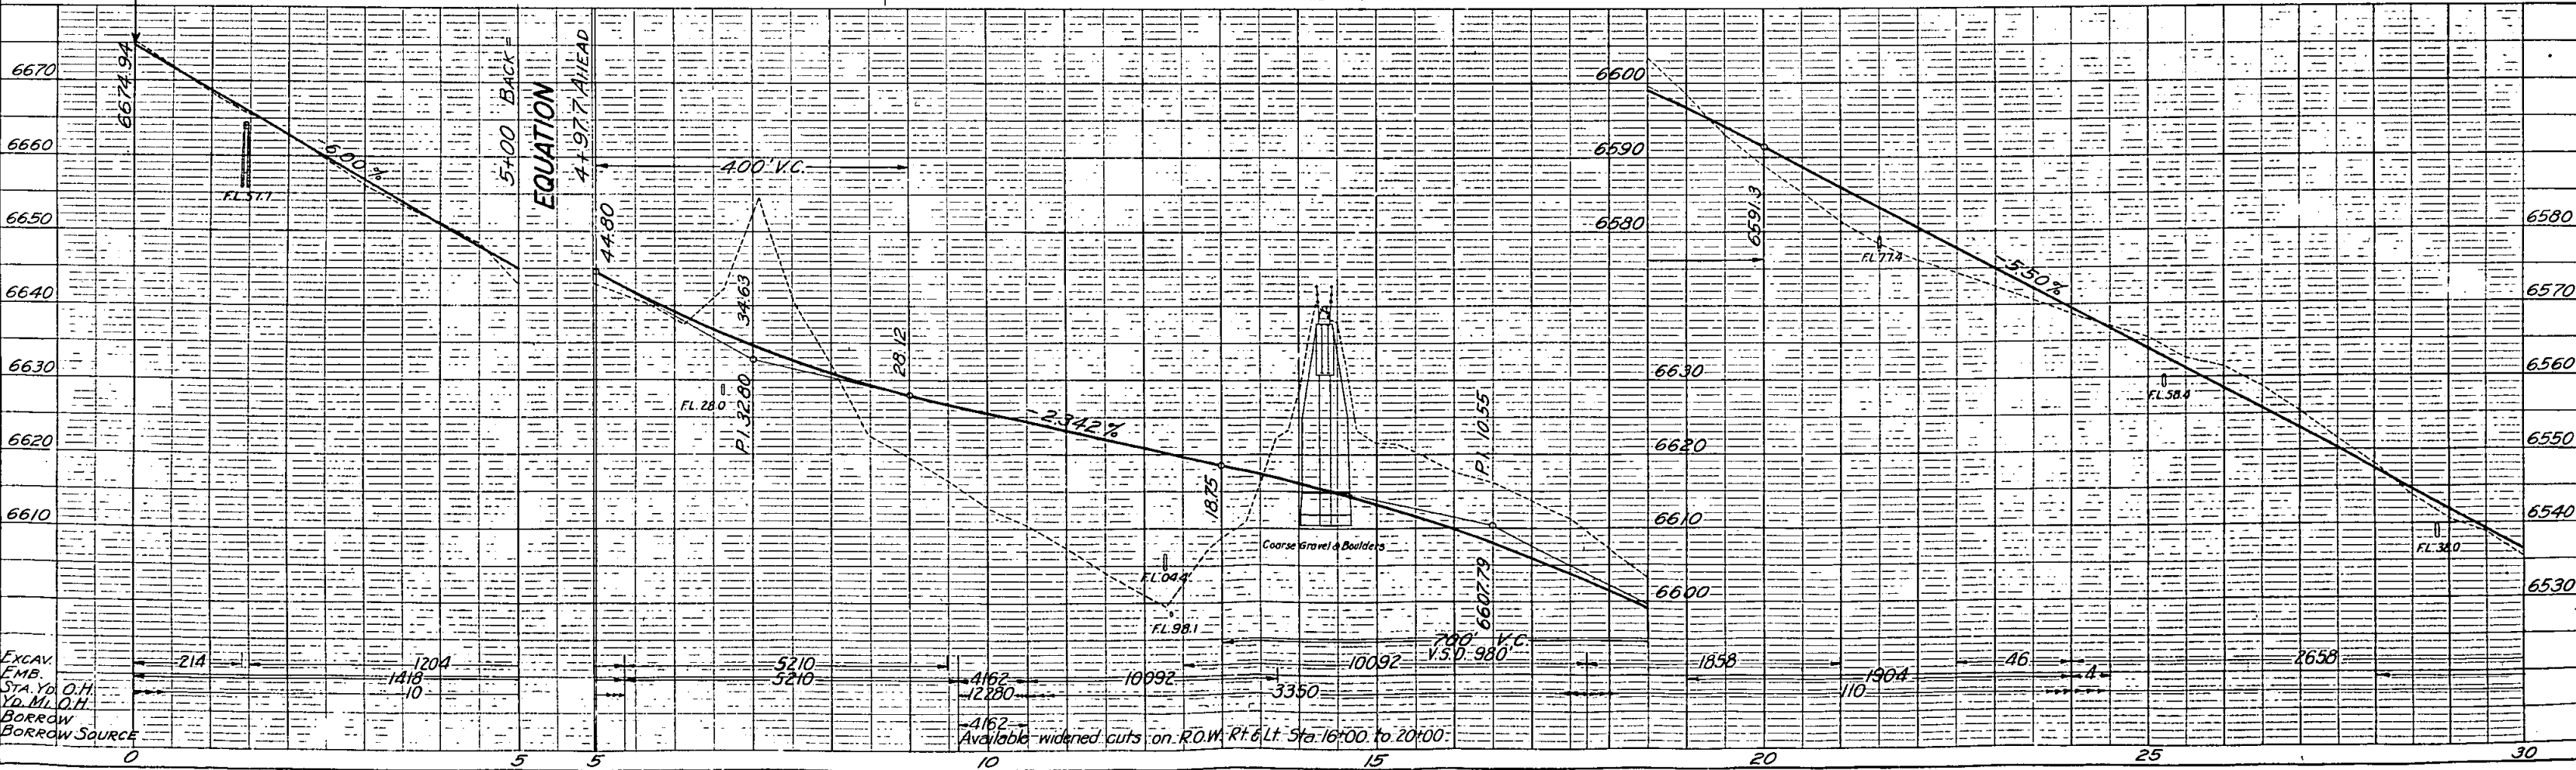 6670
6660
6650
6640
6630
6620
6610
6674.94
-6.00%
F.L.57.7
5+00 BACK =
EQUATION
4+97.7 AHEAD
400' V.C.
44.80
34.63
P.I. 32.80
F.L. 28.0
28.12
-2.342%
18.75
F.L. 04.4
F.L. 98.1
Coarse Gravel & Boulders
P.I. 10.55
6607.79
700' V.C.
V.S.D. 980'
6600
6590
6580
6630
6620
6610
6600
6591.3
F.L. 77.4
-5.50%
F.L. 58.4
F.L. 38.0
6580
6570
6560
6550
6540
6530
EXCAV. 214 1204 5210 10092 1858 46 2658
EMB. 1418 5210 4162 10092 1904 4
STA. YD. O.H. 10 12280 3350 110
YD. MI. O.H.
BORROW 4162
BORROW SOURCE Available widened cuts on R.O.W. Rt & Lt. Sta. 16+00 to 20+00
0 5 5 10 15 20 25 30